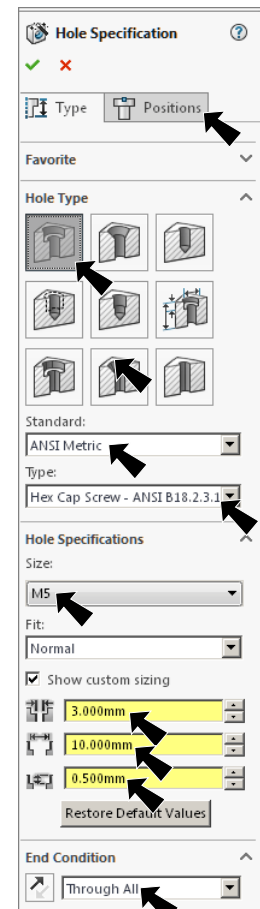 Hole Specification
Type Positions
Favorite
Hole Type
Standard:
ANSI Metric
Type:
Hex Cap Screw - ANSI B18.2.3.1
Hole Specifications
Size:
M5
Fit:
Normal
Show custom sizing
3.000mm
10.000mm
0.500mm
Restore Default Values
End Condition
Through All